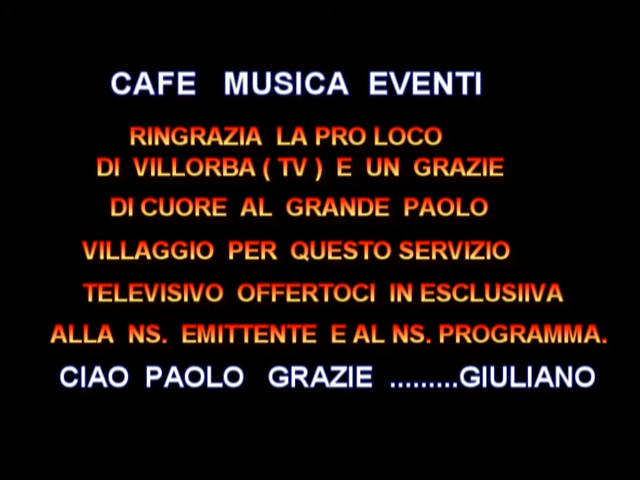 CAFE MUSICA EVENTI
RINGRAZIA LA PRO LOCO
DI VILLORBA ( TV ) E UN GRAZIE
DI CUORE AL GRANDE PAOLO
VILLAGGIO PER QUESTO SERVIZIO
TELEVISIVO OFFERTOCI IN ESCLUSIIVA
ALLA NS. EMITTENTE E AL NS. PROGRAMMA.
CIAO PAOLO GRAZIE .........GIULIANO